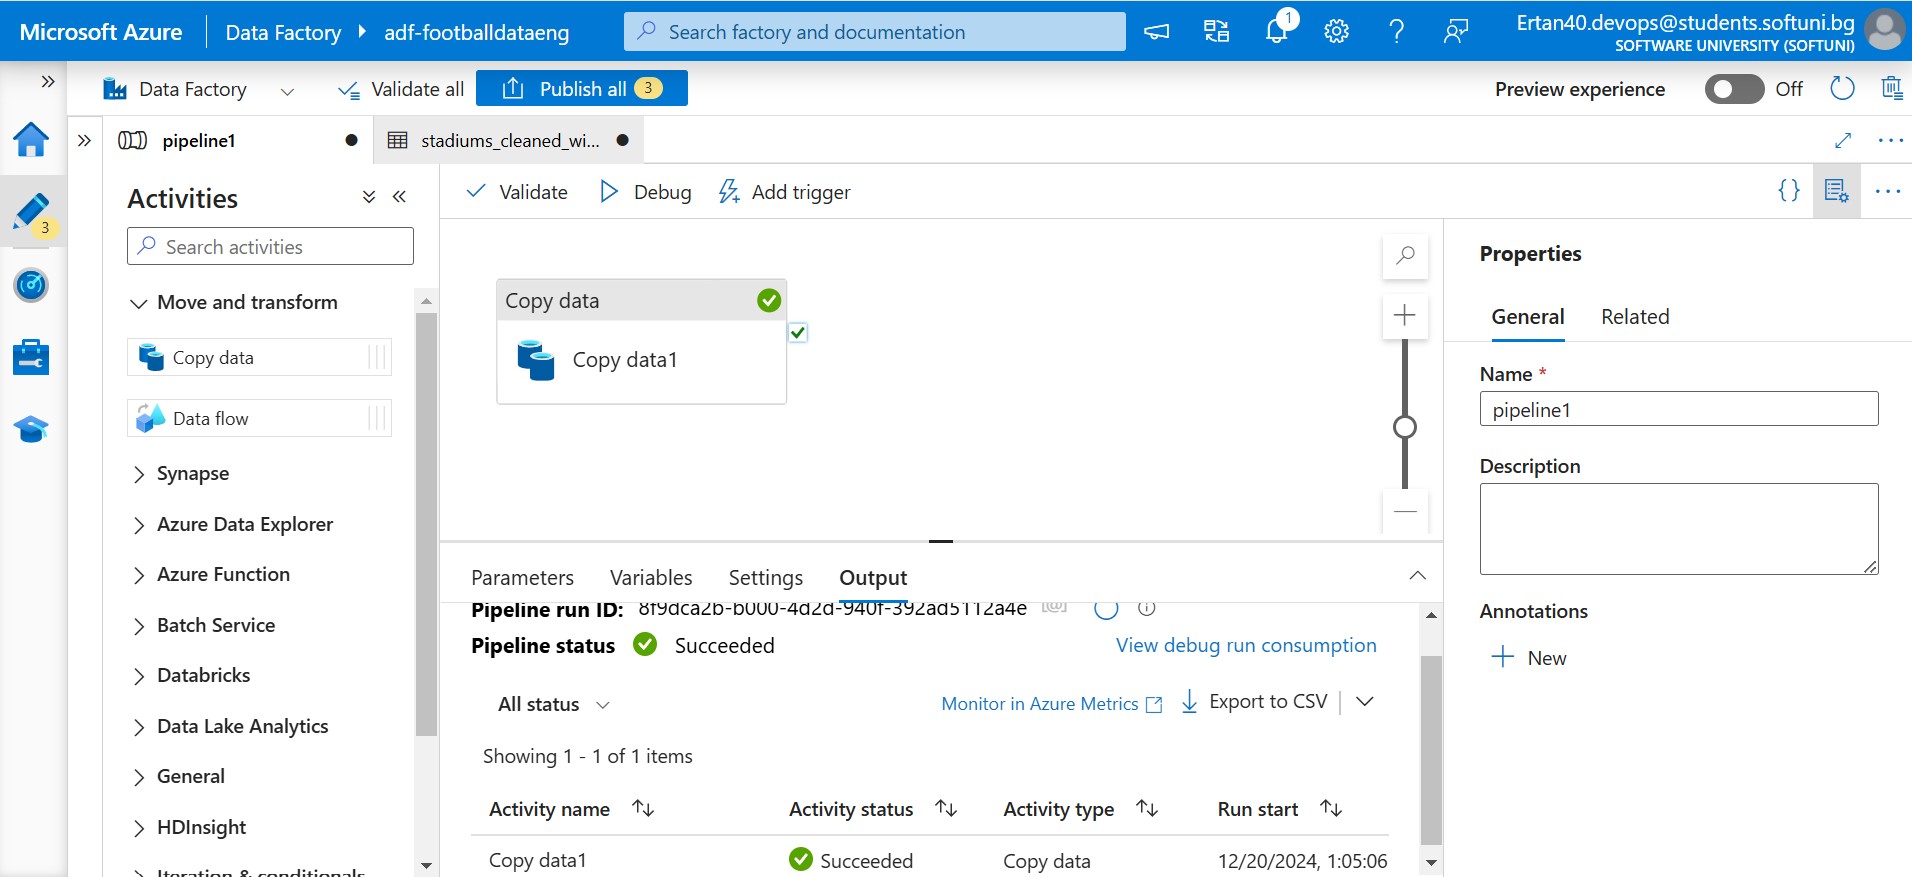 Microsoft Azure
Data Factory
adf-footballdataeng
Search factory and documentation
1
Ertan40.devops@students.softuni.bg
SOFTWARE UNIVERSITY (SOFTUNI)
Data Factory
Validate all
Publish all 3
Preview experience
Off
3
pipeline1
stadiums_cleaned_wi...
Activities
Search activities
Move and transform
Copy data
Data flow
Synapse
Azure Data Explorer
Azure Function
Batch Service
Databricks
Data Lake Analytics
General
HDInsight
Iteration & conditionals
Validate
Debug
Add trigger
{}
Copy data
Copy data1
Parameters
Variables
Settings
Output
Pipeline run ID: 8f9dca2b-b000-4d2d-940f-392ad5112a4e
Pipeline status Succeeded
View debug run consumption
All status
Monitor in Azure Metrics
Export to CSV
Showing 1 - 1 of 1 items
Activity name Activity status Activity type Run start
Copy data1 Succeeded Copy data 12/20/2024, 1:05:06
Properties
General
Related
Name *
pipeline1
Description
Annotations
New